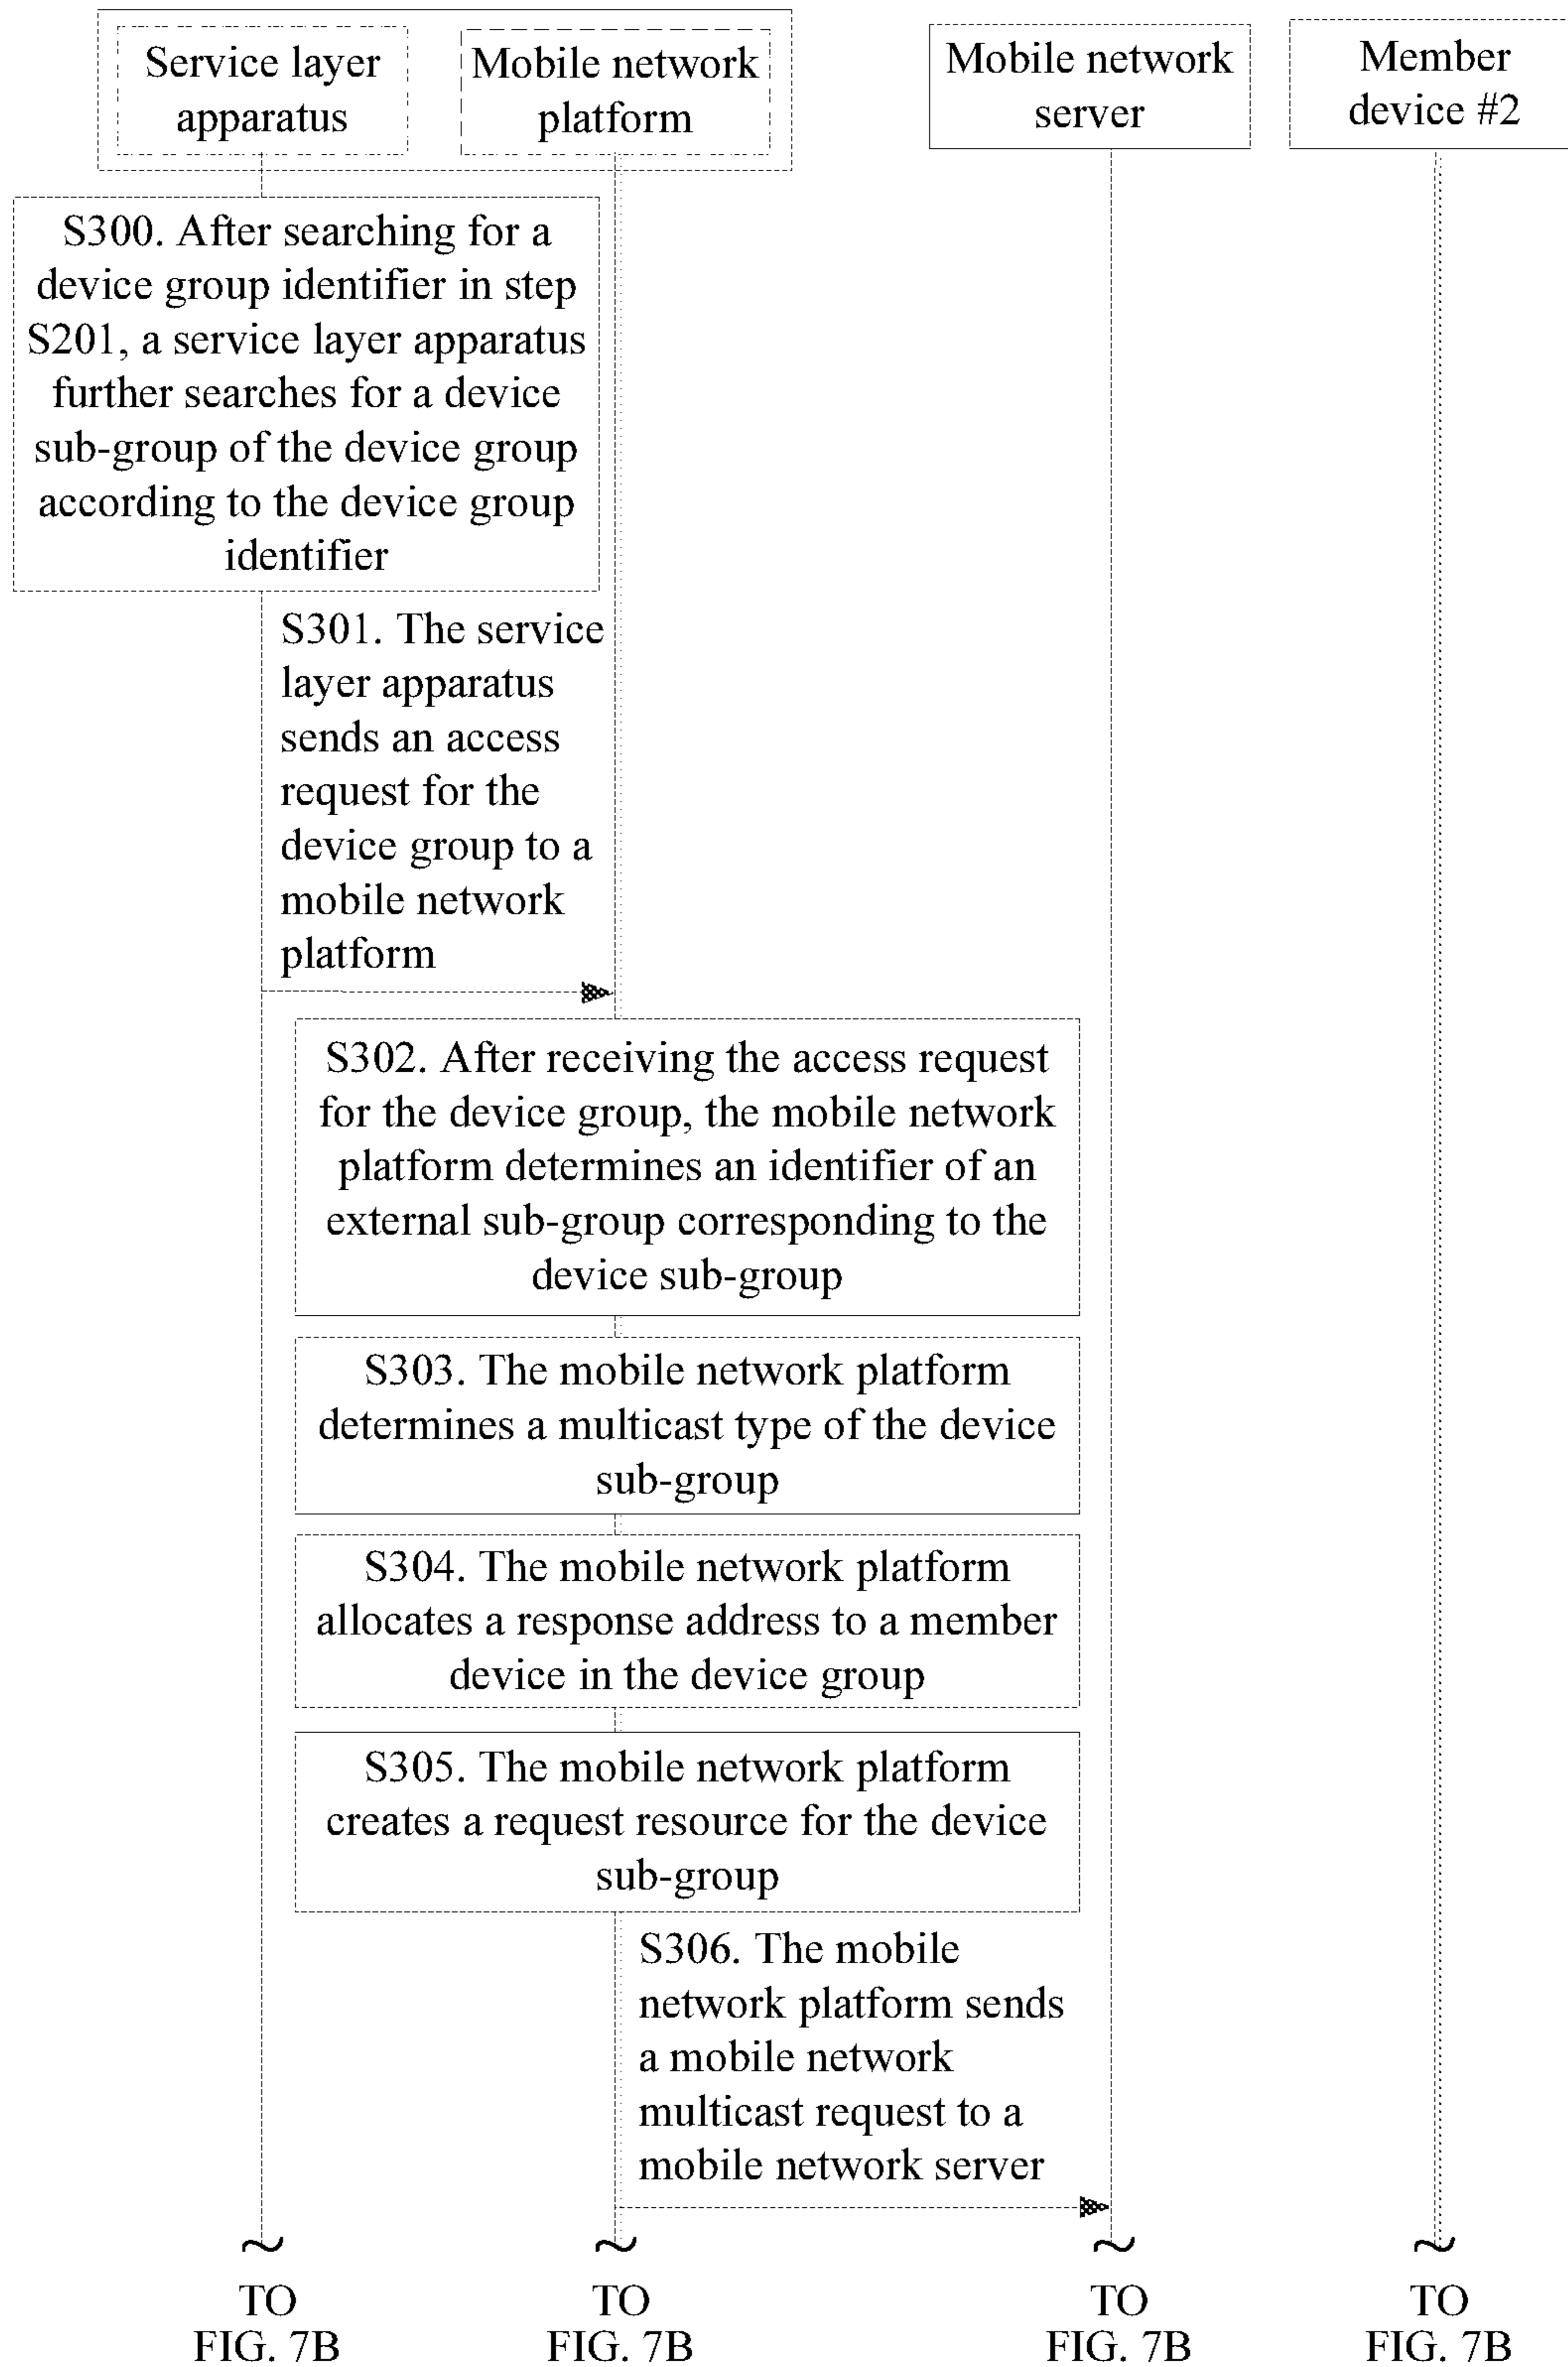 Service layer
apparatus
Mobile network
platform
Mobile network
server
Member
device #2
S300. After searching for a
device group identifier in step
S201, a service layer apparatus
further searches for a device
sub-group of the device group
according to the device group
identifier
S301. The service
layer apparatus
sends an access
request for the
device group to a
mobile network
platform
S302. After receiving the access request
for the device group, the mobile network
platform determines an identifier of an
external sub-group corresponding to the
device sub-group
S303. The mobile network platform
determines a multicast type of the device
sub-group
S304. The mobile network platform
allocates a response address to a member
device in the device group
S305. The mobile network platform
creates a request resource for the device
sub-group
S306. The mobile
network platform sends
a mobile network
multicast request to a
mobile network server
TO
FIG. 7B
TO
FIG. 7B
TO
FIG. 7B
TO
FIG. 7B